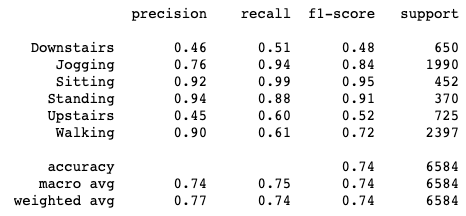 precision recall f1-score support
Downstairs 0.46 0.51 0.48 650
Jogging 0.76 0.94 0.84 1990
Sitting 0.92 0.99 0.95 452
Standing 0.94 0.88 0.91 370
Upstairs 0.45 0.60 0.52 725
Walking 0.90 0.61 0.72 2397
accuracy 0.74 6584
macro avg 0.74 0.75 0.74 6584
weighted avg 0.77 0.74 0.74 6584